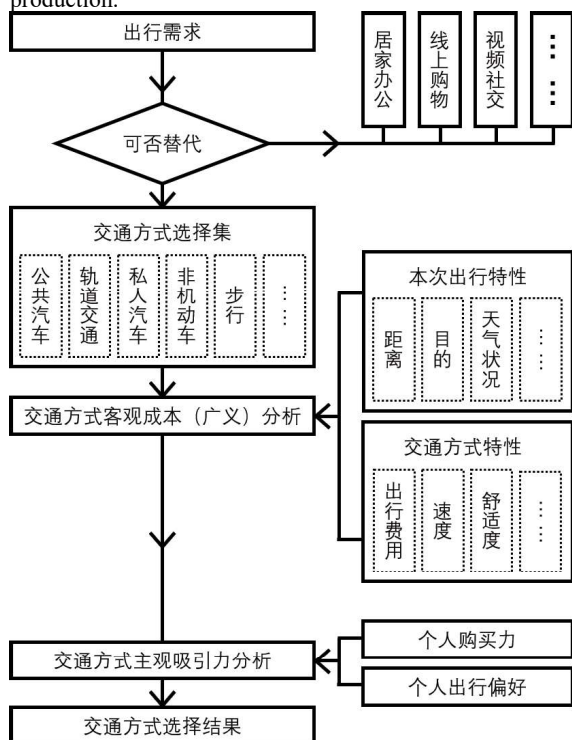 production.
出行需求
居家办公
线上购物
视频社交
……
可否替代
交通方式选择集
公共汽车
轨道交通
私人汽车
非机动车
步行
……
本次出行特性
距离
目的
天气状况
……
交通方式客观成本（广义）分析
交通方式特性
出行费用
速度
舒适度
……
个人购买力
交通方式主观吸引力分析
个人出行偏好
交通方式选择结果